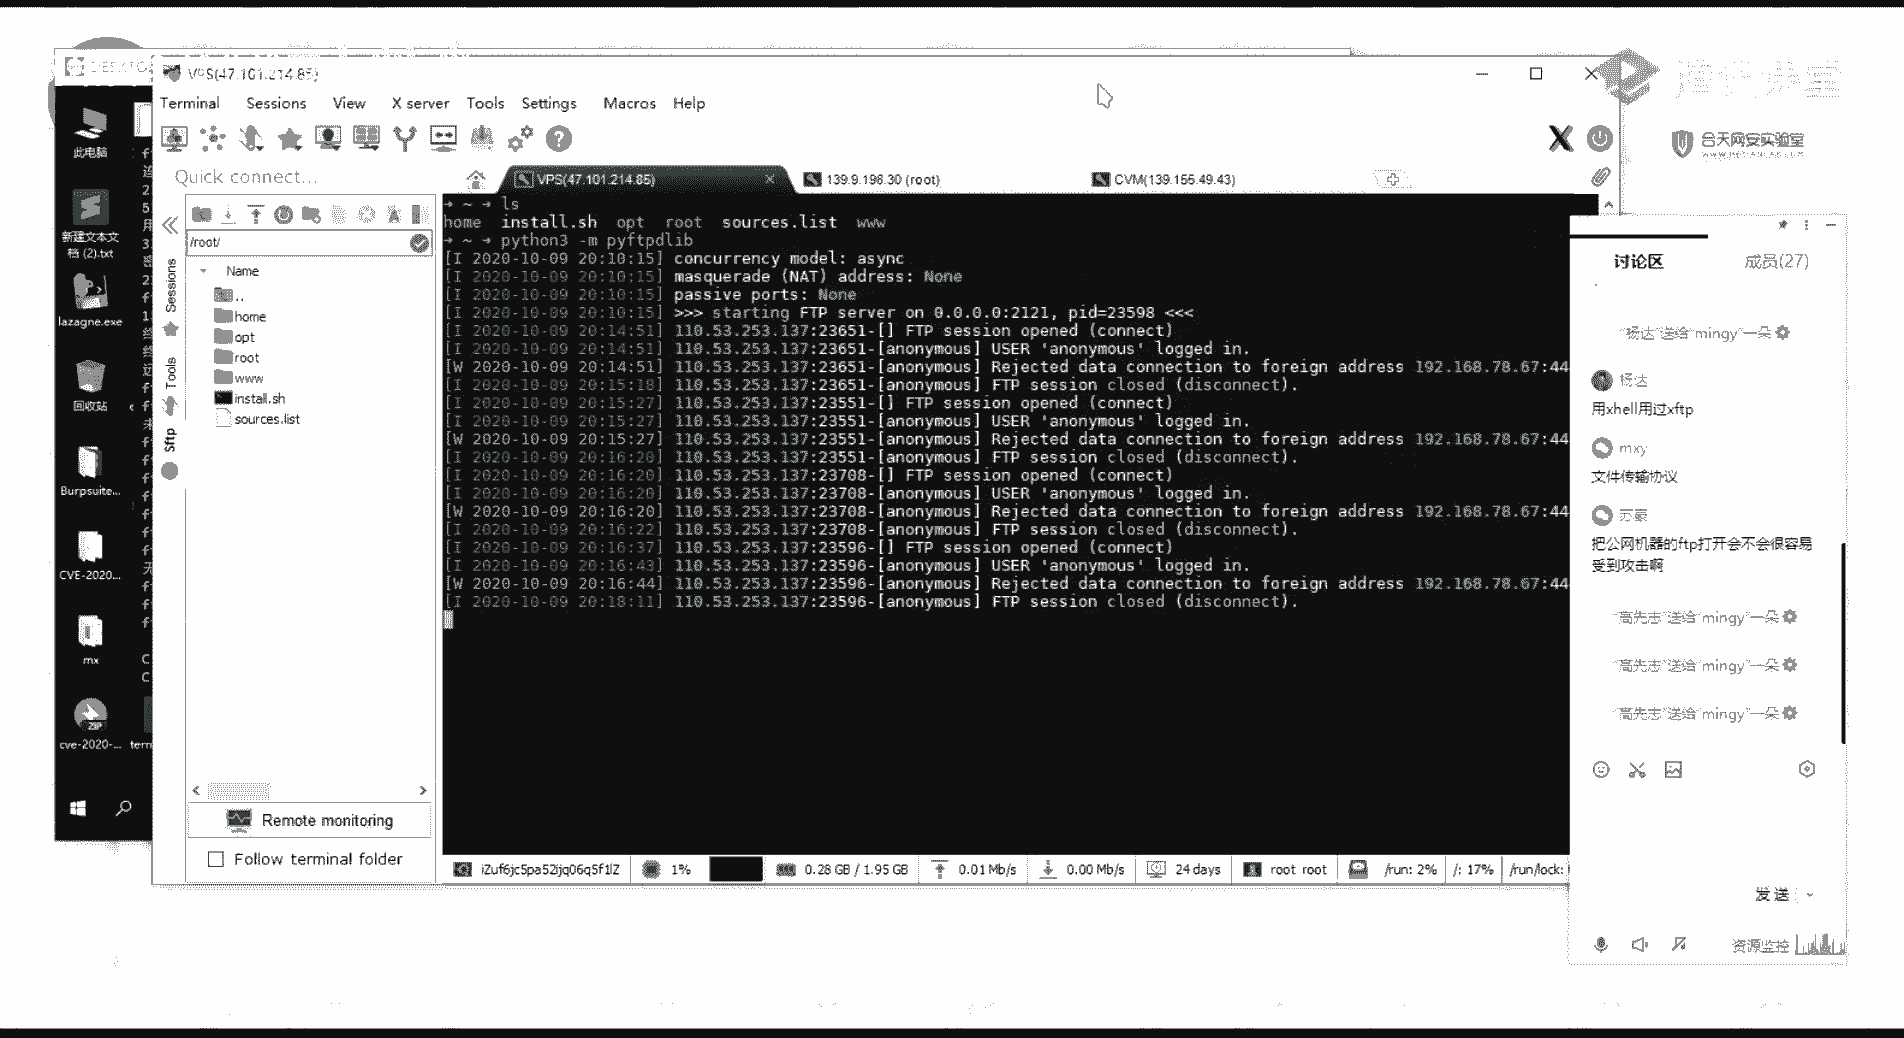 VPS(47.101.214.85)
Terminal Sessions View X server Tools Settings Macros Help
Quick connect...
VPS(47.101.214.85)
139.9.198.30 (root)
CVM(139.155.49.43)
/root/
Name
..
home
opt
root
www
install.sh
sources.list
Sessions
Tools
Sftp
Remote monitoring
Follow terminal folder
→ ~ → ls
home install.sh opt root sources.list www
→ ~ → python3 -m pyftpdlib
[I 2020-10-09 20:10:15] concurrency model: async
[I 2020-10-09 20:10:15] masquerade (NAT) address: None
[I 2020-10-09 20:10:15] passive ports: None
[I 2020-10-09 20:10:15] >>> starting FTP server on 0.0.0.0:2121, pid=23598 <<<
[I 2020-10-09 20:14:51] 110.53.253.137:23651-[] FTP session opened (connect)
[I 2020-10-09 20:14:51] 110.53.253.137:23651-[anonymous] USER 'anonymous' logged in.
[W 2020-10-09 20:14:51] 110.53.253.137:23651-[anonymous] Rejected data connection to foreign address 192.168.78.67:44
[I 2020-10-09 20:15:18] 110.53.253.137:23651-[anonymous] FTP session closed (disconnect).
[I 2020-10-09 20:15:27] 110.53.253.137:23551-[] FTP session opened (connect)
[I 2020-10-09 20:15:27] 110.53.253.137:23551-[anonymous] USER 'anonymous' logged in.
[W 2020-10-09 20:15:27] 110.53.253.137:23551-[anonymous] Rejected data connection to foreign address 192.168.78.67:44
[I 2020-10-09 20:16:20] 110.53.253.137:23551-[anonymous] FTP session closed (disconnect).
[I 2020-10-09 20:16:20] 110.53.253.137:23708-[] FTP session opened (connect)
[I 2020-10-09 20:16:20] 110.53.253.137:23708-[anonymous] USER 'anonymous' logged in.
[W 2020-10-09 20:16:20] 110.53.253.137:23708-[anonymous] Rejected data connection to foreign address 192.168.78.67:44
[I 2020-10-09 20:16:22] 110.53.253.137:23708-[anonymous] FTP session closed (disconnect).
[I 2020-10-09 20:16:37] 110.53.253.137:23596-[] FTP session opened (connect)
[I 2020-10-09 20:16:43] 110.53.253.137:23596-[anonymous] USER 'anonymous' logged in.
[W 2020-10-09 20:16:44] 110.53.253.137:23596-[anonymous] Rejected data connection to foreign address 192.168.78.67:44
[I 2020-10-09 20:18:11] 110.53.253.137:23596-[anonymous] FTP session closed (disconnect).
iZuf6jc5pa52ijq06q5f1lZ 1% 0.28 GB / 1.95 GB 0.01 Mb/s 0.00 Mb/s 24 days root root /run: 2% /: 17% /run/lock:
此电脑
新建文本文
档 (2).txt
lazagne.exe
回收站
Burpsuite...
CVE-2020...
mx
cve-2020-...
合天网安实验室
WWW.HETIANLAB.COM
讨论区 成员(27)
"杨达"送给"mingy"一朵
杨达
用xhell用过xftp
mxy
文件传输协议
苏豪
把公网机器的ftp打开会不会很容易
受到攻击啊
"高先志"送给"mingy"一朵
"高先志"送给"mingy"一朵
"高先志"送给"mingy"一朵
发送
资源监控